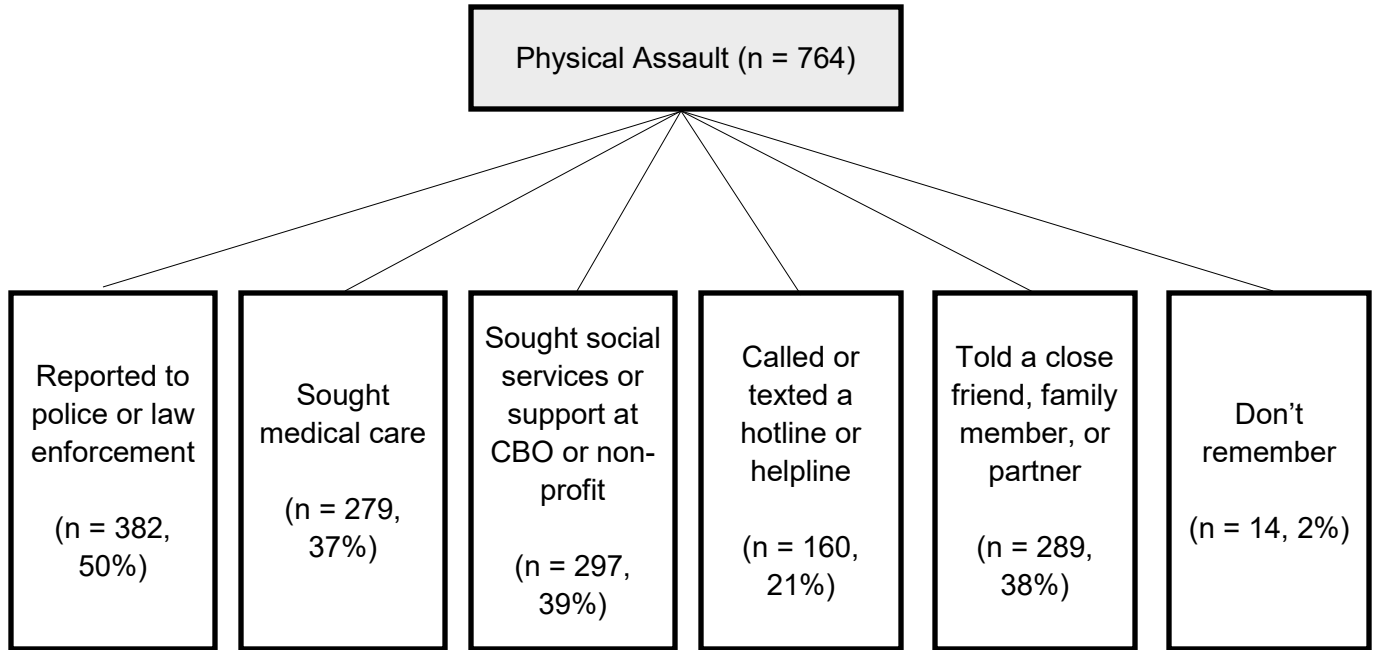 Physical Assault (n = 764)
Reported to
police or law
enforcement
(n = 382,
50%)
Sought
medical care
(n = 279,
37%)
Sought social
services or
support at
CBO or non-
profit
(n = 297,
39%)
Called or
texted a
hotline or
helpline
(n = 160,
21%)
Told a close
friend, family
member, or
partner
(n = 289,
38%)
Don’t
remember
(n = 14, 2%)